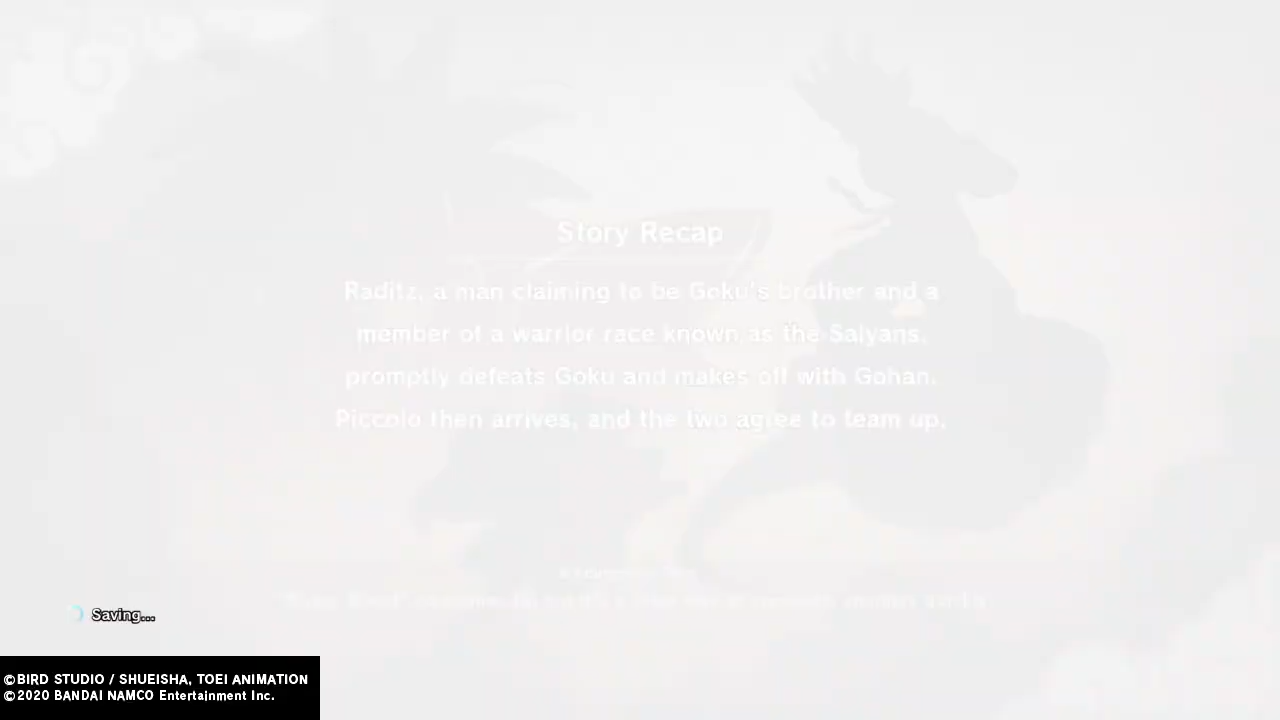 Story Recap
Raditz, a man claiming to be Goku's brother and a
member of a warrior race known as the Saiyans,
promptly defeats Goku and makes off with Gohan.
Piccolo then arrives, and the two agree to team up.
Saving...
©BIRD STUDIO / SHUEISHA, TOEI ANIMATION
©2020 BANDAI NAMCO Entertainment Inc.